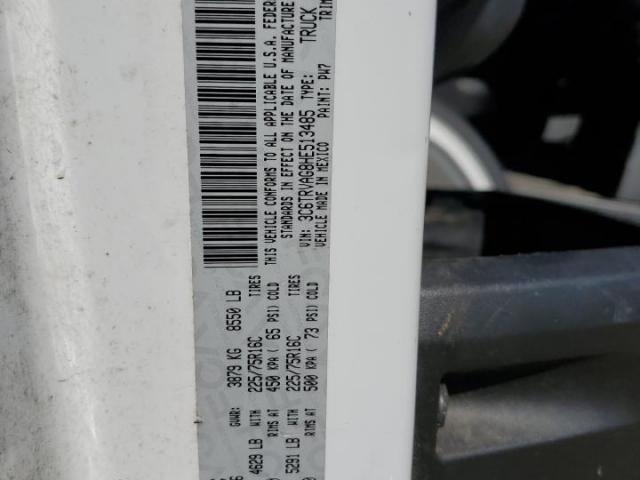 GVWR: 3879 KG 8550 LB
4629 LB WITH 225/75R16C TIRES
RIMS AT 450 KPA ( 65 PSI) COLD
5291 LB WITH 225/75R16C TIRES
RIMS AT 500 KPA ( 73 PSI) COLD
THIS VEHICLE CONFORMS TO ALL APPLICABLE U.S.A. FEDER
STANDARDS IN EFFECT ON THE DATE OF MANUFACTURE
VIN: 3C6TRVAG8HE513485 TYPE: TRUCK
VEHICLE MADE IN MEXICO PAINT: PW7 TRIM